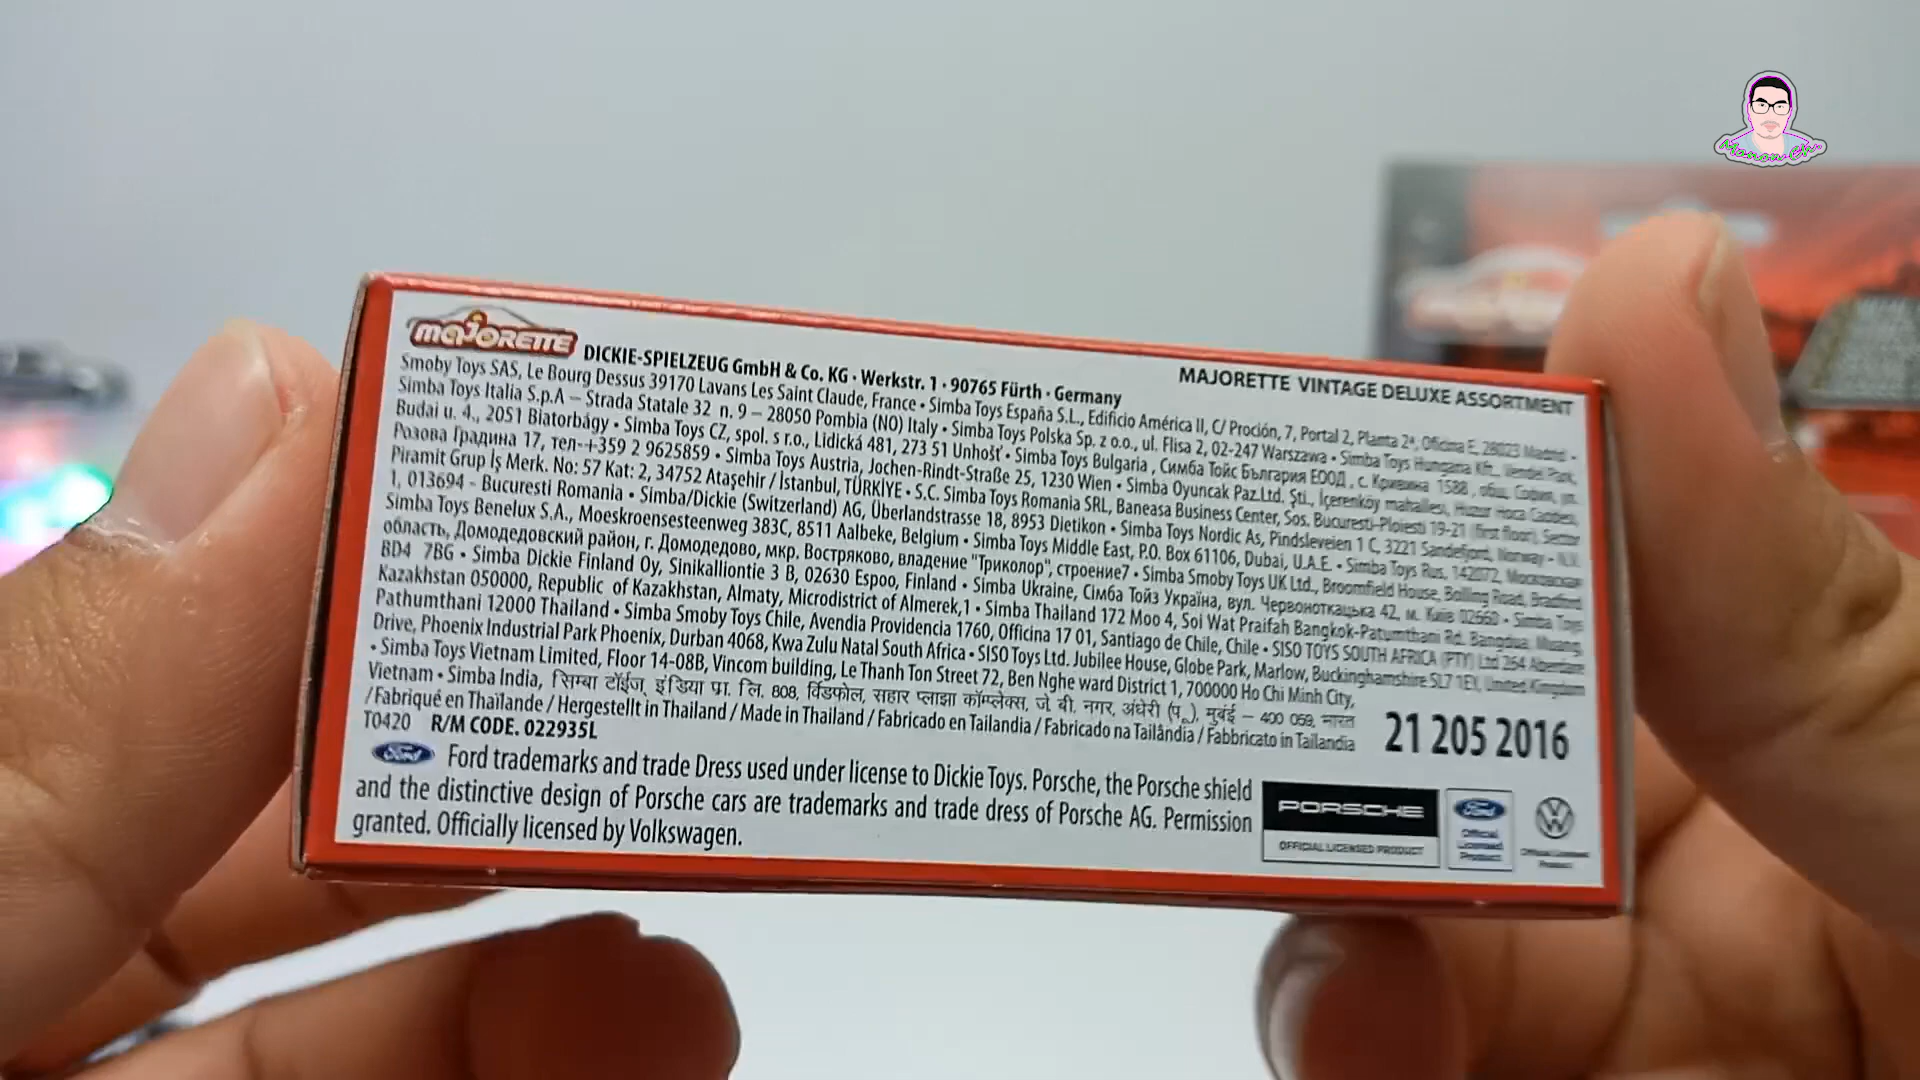 Manon Ch.
MAJORETTE DICKIE-SPIELZEUG GmbH & Co. KG · Werkstr. 1 · 90765 Fürth · Germany
MAJORETTE VINTAGE DELUXE ASSORTMENT
Smoby Toys SAS, Le Bourg Dessus 39170 Lavans Les Saint Claude, France • Simba Toys España S.L., Edificio América II, C/ Proción, 7, Portal 2, Planta 2ª, Oficina E, 28023 Madrid -
Simba Toys Italia S.p.A – Strada Statale 32 n. 9 – 28050 Pombia (NO) Italy • Simba Toys Polska Sp. z o.o., ul. Flisa 2, 02-247 Warszawa • Simba Toys Hungaria Kft., Vendel Park,
Budai u. 4., 2051 Biatorbágy • Simba Toys CZ, spol. s r.o., Lidická 481, 273 51 Unhošť • Simba Toys Bulgaria , Симба Тойс България ЕООД , с. Кривина 1588 , общ. София, ул.
Розова Градина 17, тел-+359 2 9625859 • Simba Toys Austria, Jochen-Rindt-Straße 25, 1230 Wien • Simba Oyuncak Paz.Ltd. Şti., İçerenköy mahallesi, Huzur Hoca Caddesi,
Piramit Grup İş Merk. No: 57 Kat: 2, 34752 Ataşehir / İstanbul, TÜRKİYE • S.C. Simba Toys Romania SRL, Baneasa Business Center, Sos. Bucuresti-Ploiesti 19-21 (first floor), Sector
1, 013694 - Bucuresti Romania • Simba/Dickie (Switzerland) AG, Überlandstrasse 18, 8953 Dietikon • Simba Toys Nordic As, Pindsleveien 1 C, 3221 Sandefjord, Norway - N.V.
Simba Toys Benelux S.A., Moeskroensesteenweg 383C, 8511 Aalbeke, Belgium • Simba Toys Middle East, P.O. Box 61106, Dubai, U.A.E. • Simba Toys Rus, 142072, Московская
область, Домодедовский район, г. Домодедово, мкр. Востряково, владение "Триколор", строение7 • Simba Smoby Toys UK Ltd., Broomfield House, Bolling Road, Bradford
BD4 7BG • Simba Dickie Finland Oy, Sinikalliontie 3 B, 02630 Espoo, Finland • Simba Ukraine, Сімба Тойз Україна, вул. Червоноткацька 42, м. Київ 02660 • Simba Toys
Kazakhstan 050000, Republic of Kazakhstan, Almaty, Microdistrict of Almerek,1 • Simba Thailand 172 Moo 4, Soi Wat Praifah Bangkok-Patumthani Rd. Bangdua, Muang,
Pathumthani 12000 Thailand • Simba Smoby Toys Chile, Avendia Providencia 1760, Officina 17 01, Santiago de Chile, Chile • SISO TOYS SOUTH AFRICA (PTY) Ltd 264 Aberdare
Drive, Phoenix Industrial Park Phoenix, Durban 4068, Kwa Zulu Natal South Africa • SISO Toys Ltd. Jubilee House, Globe Park, Marlow, Buckinghamshire SL7 1EY, United Kingdom
• Simba Toys Vietnam Limited, Floor 14-08B, Vincom building, Le Thanh Ton Street 72, Ben Nghe ward District 1, 700000 Ho Chi Minh City,
Vietnam • Simba India, सिम्बा टॉईज, इंडिया प्रा. लि. 808, विंडफोल, सहार प्लाझा कॉम्प्लेक्स, जे. बी. नगर, अंधेरी (पू.), मुंबई – 400 059, भारत
/ Fabriqué en Thaïlande / Hergestellt in Thailand / Made in Thailand / Fabricado en Tailandia / Fabricado na Tailândia / Fabbricato in Tailandia
T0420 R/M CODE. 022935L
21 205 2016
Ford Ford trademarks and trade Dress used under license to Dickie Toys. Porsche, the Porsche shield
and the distinctive design of Porsche cars are trademarks and trade dress of Porsche AG. Permission
granted. Officially licensed by Volkswagen.
PORSCHE
OFFICIAL LICENSED PRODUCT
Ford
Official
Licensed
Product
Official Licensed
Product